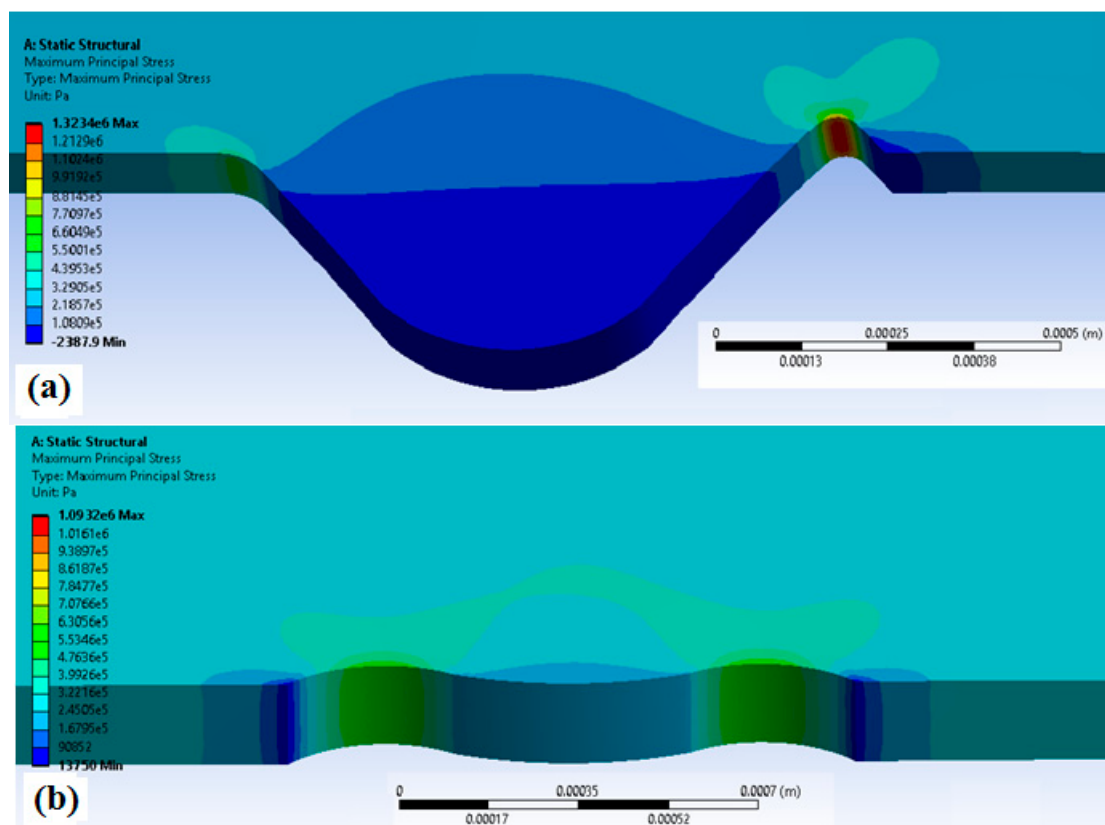 A: Static Structural
Maximum Principal Stress
Type: Maximum Principal Stress
Unit: Pa
1.3234e6 Max
1.2129e6
1.1024e6
9.9192e5
8.8145e5
7.7097e5
6.6049e5
5.5001e5
4.3953e5
3.2905e5
2.1857e5
1.0809e5
-2387.9 Min
0 0.00025 0.0005 (m)
0.00013 0.00038
(a)
A: Static Structural
Maximum Principal Stress
Type: Maximum Principal Stress
Unit: Pa
1.0932e6 Max
1.0161e6
9.3897e5
8.6187e5
7.8477e5
7.0766e5
6.3056e5
5.5346e5
4.7636e5
3.9926e5
3.2216e5
2.4505e5
1.6795e5
90852
13750 Min
0 0.00035 0.0007 (m)
0.00017 0.00052
(b)